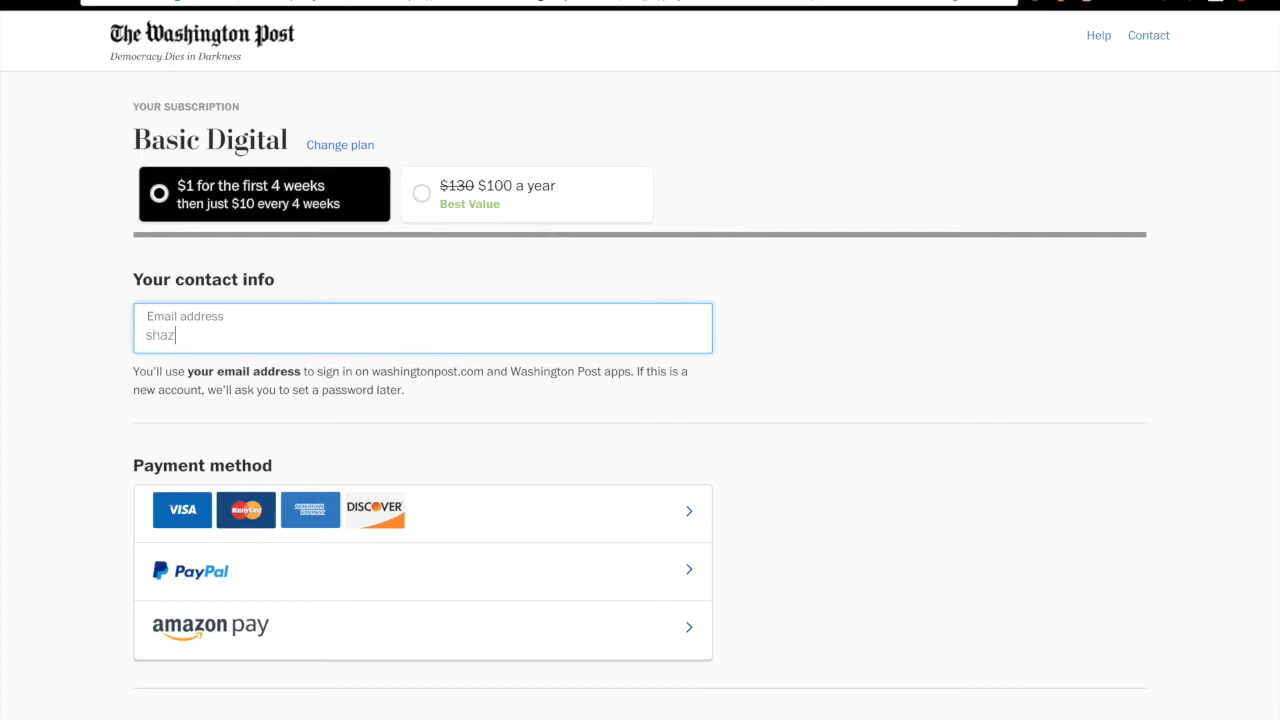 The Washington Post
Democracy Dies in Darkness
Help
Contact
YOUR SUBSCRIPTION
Basic Digital
Change plan
$1 for the first 4 weeks
then just $10 every 4 weeks
$130 $100 a year
Best Value
Your contact info
Email address
shaz
You'll use your email address to sign in on washingtonpost.com and Washington Post apps. If this is a
new account, we'll ask you to set a password later.
Payment method
VISA
MasterCard
AMERICAN EXPRESS
DISCOVER
PayPal
amazon pay